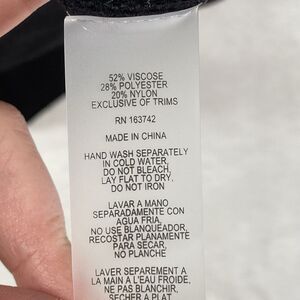 52% VISCOSE
28% POLYESTER
20% NYLON
EXCLUSIVE OF TRIMS
RN 163742
MADE IN CHINA
HAND WASH SEPARATELY
IN COLD WATER,
DO NOT BLEACH,
LAY FLAT TO DRY.
DO NOT IRON
LAVAR A MANO
SEPARADAMENTE CON
AGUA FRIA,
NO USE BLANQUEADOR,
RECOSTAR PLANAMENTE
PARA SECAR,
NO PLANCHE
LAVER SEPAREMENT A
LA MAIN A L'EAU FROIDE,
NE PAS BLANCHIR,
SECHER A PLAT